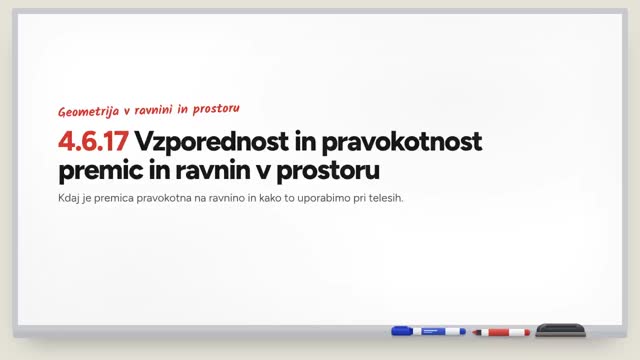 Geometrija v ravnini in prostoru
4.6.17 Vzporednost in pravokotnost
premic in ravnin v prostoru
Kdaj je premica pravokotna na ravnino in kako to uporabimo pri telesih.